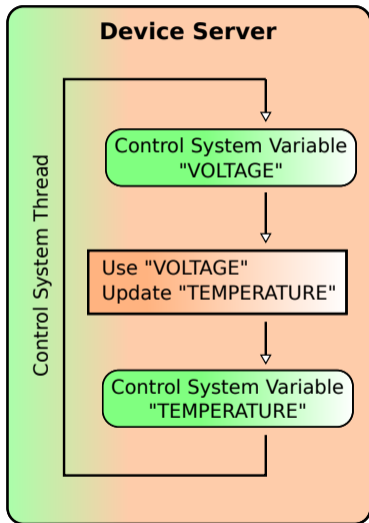 Device Server
Control System Thread
Control System Variable
"VOLTAGE"
Use "VOLTAGE"
Update "TEMPERATURE"
Control System Variable
"TEMPERATURE"